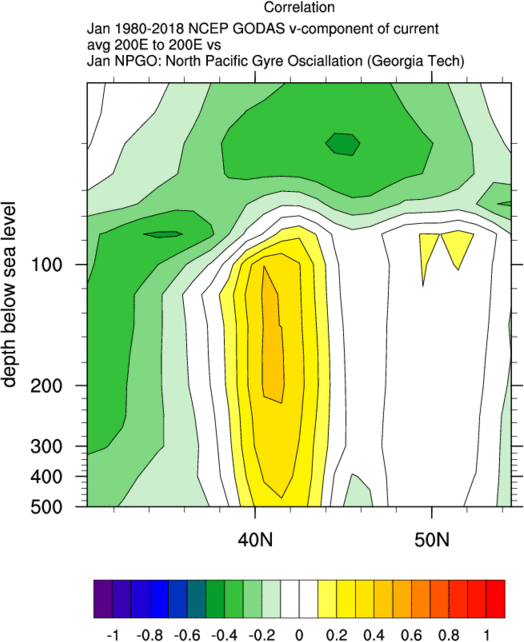 Correlation
Jan 1980-2018 NCEP GODAS v-component of current
avg 200E to 200E vs
Jan NPGO: North Pacific Gyre Osciallation (Georgia Tech)
depth below sea level
100
200
300
400
500
40N 50N
-1 -0.8 -0.6 -0.4 -0.2 0 0.2 0.4 0.6 0.8 1